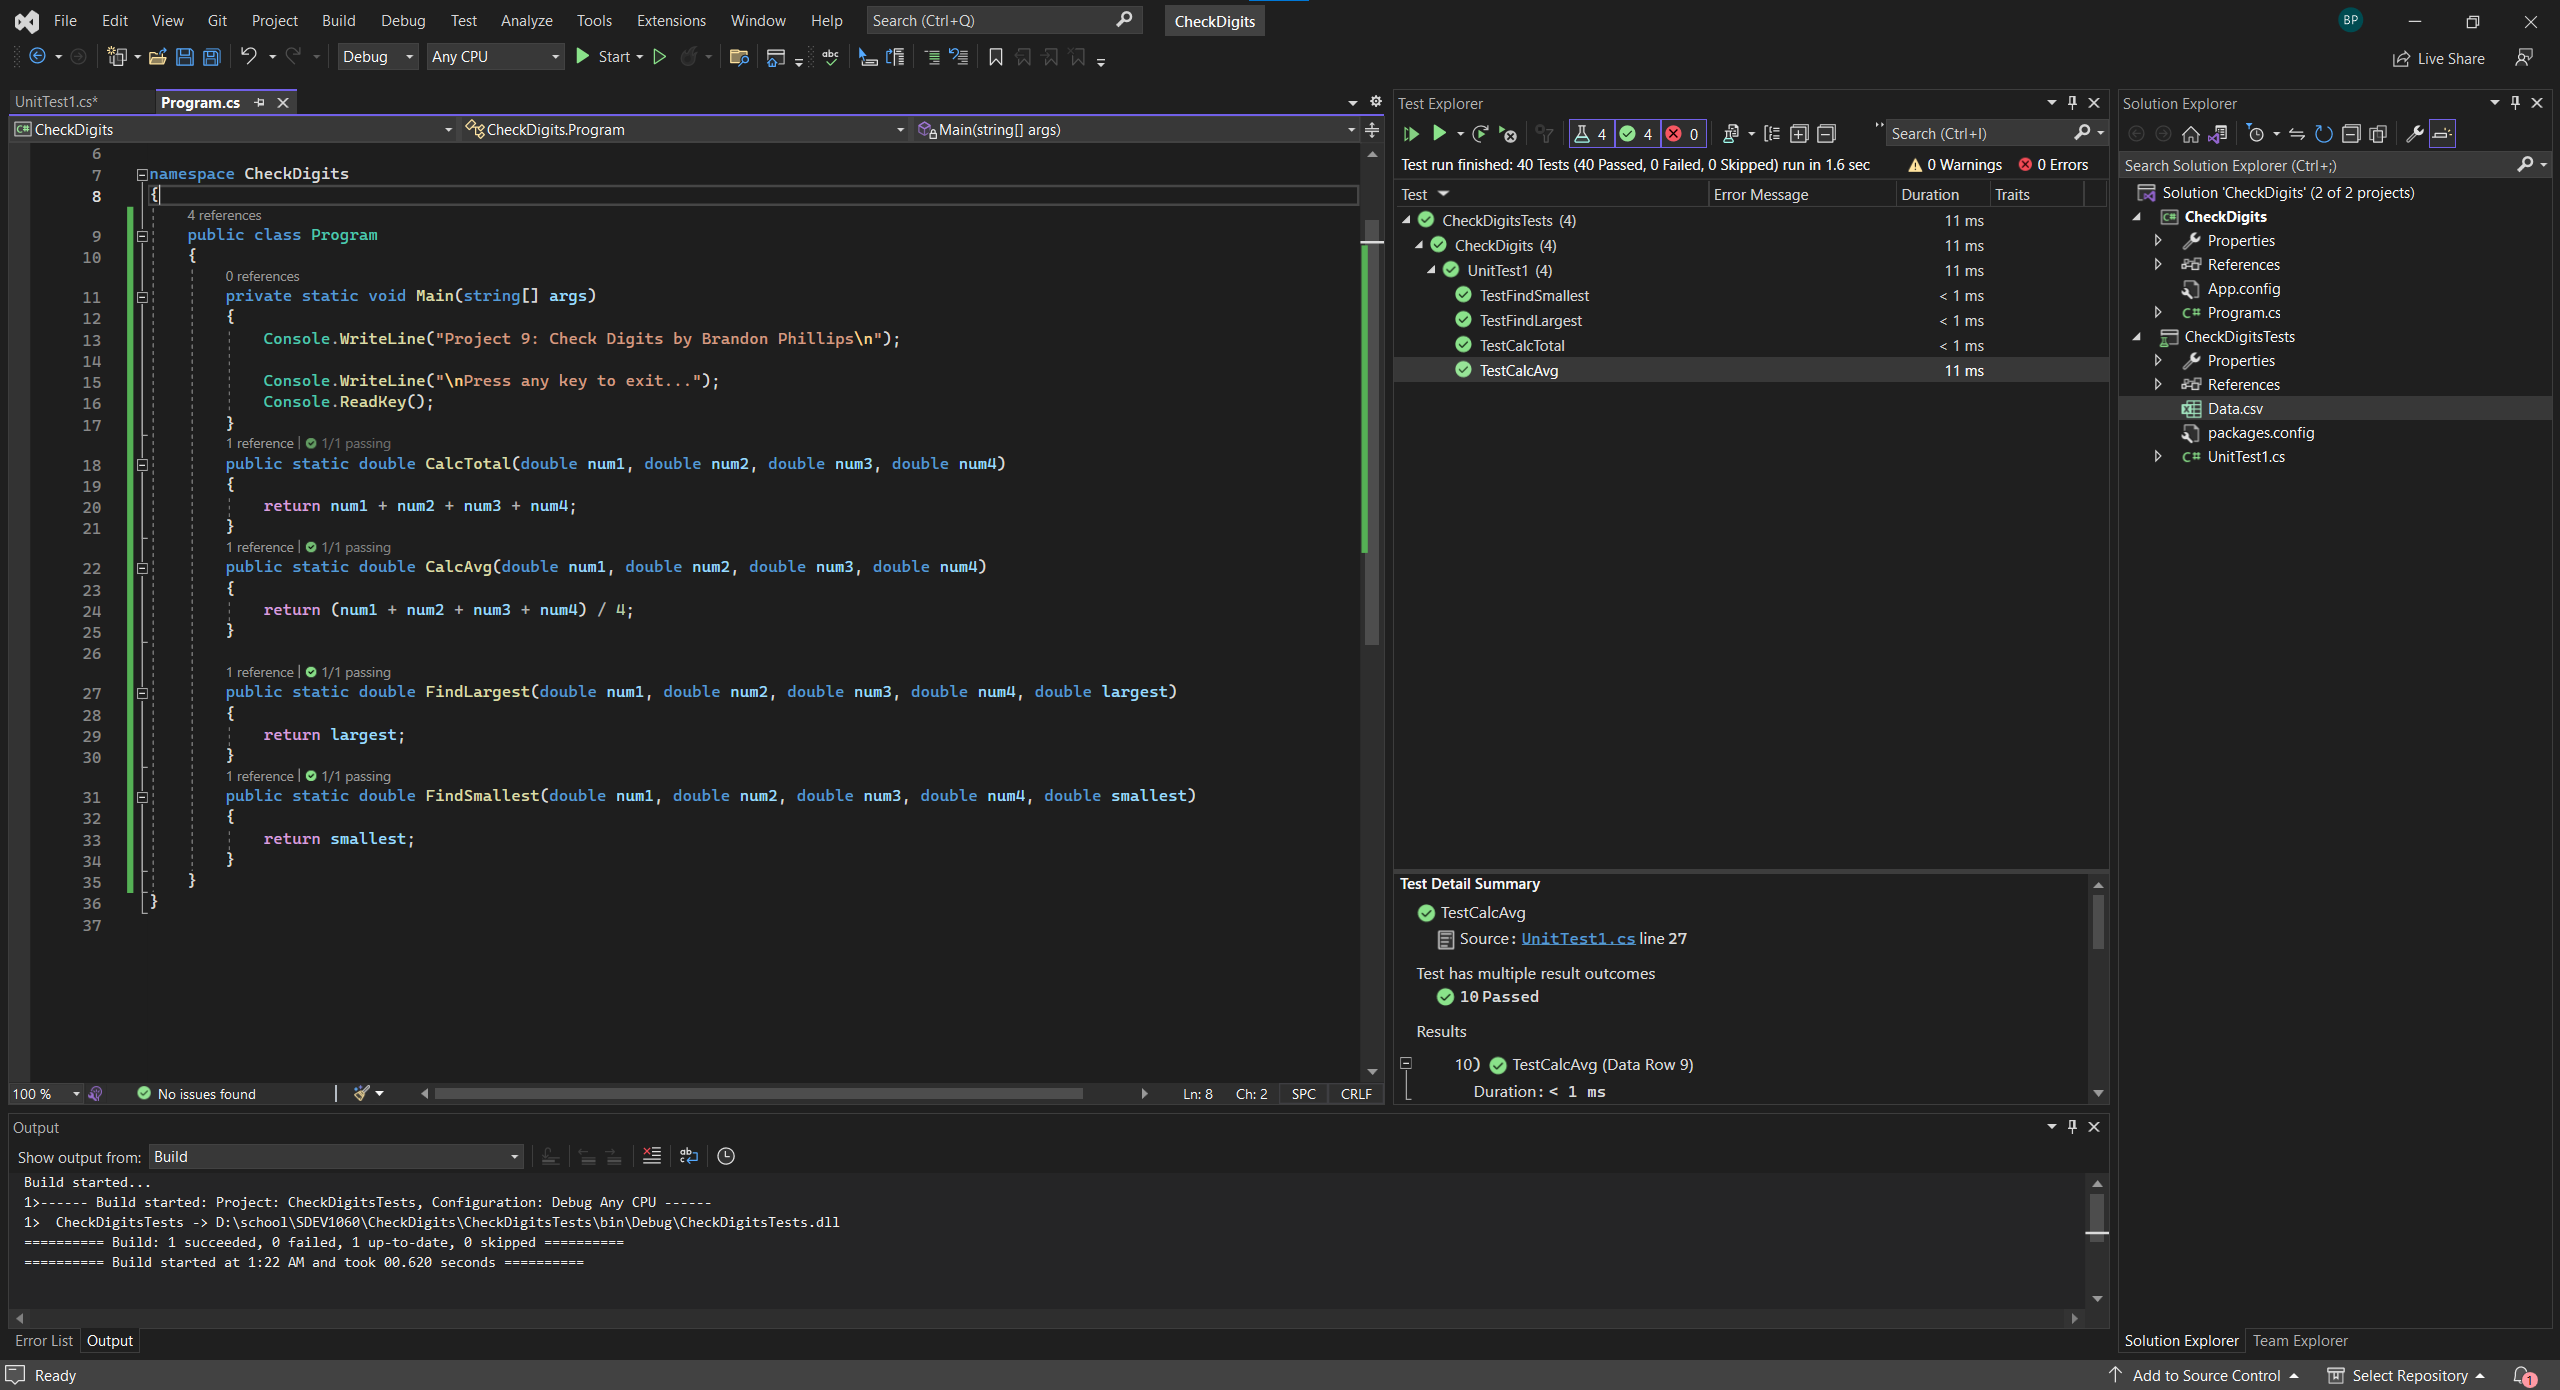 File Edit View Git Project Build Debug Test Analyze Tools Extensions Window Help Search (Ctrl+Q) CheckDigits BP
Debug Any CPU Start Live Share
UnitTest1.cs* Program.cs
CheckDigits CheckDigits.Program Main(string[] args)
6
7 namespace CheckDigits
8 {
4 references
9 public class Program
10 {
0 references
11 private static void Main(string[] args)
12 {
13 Console.WriteLine("Project 9: Check Digits by Brandon Phillips\n");
14
15 Console.WriteLine("\nPress any key to exit...");
16 Console.ReadKey();
17 }
1 reference | 1/1 passing
18 public static double CalcTotal(double num1, double num2, double num3, double num4)
19 {
20 return num1 + num2 + num3 + num4;
21 }
1 reference | 1/1 passing
22 public static double CalcAvg(double num1, double num2, double num3, double num4)
23 {
24 return (num1 + num2 + num3 + num4) / 4;
25 }
26
1 reference | 1/1 passing
27 public static double FindLargest(double num1, double num2, double num3, double num4, double largest)
28 {
29 return largest;
30 }
1 reference | 1/1 passing
31 public static double FindSmallest(double num1, double num2, double num3, double num4, double smallest)
32 {
33 return smallest;
34 }
35 }
36 }
37
100 % No issues found Ln: 8 Ch: 2 SPC CRLF
Test Explorer
4 4 0 Search (Ctrl+I)
Test run finished: 40 Tests (40 Passed, 0 Failed, 0 Skipped) run in 1.6 sec 0 Warnings 0 Errors
Test Error Message Duration Traits
CheckDigitsTests (4) 11 ms
CheckDigits (4) 11 ms
UnitTest1 (4) 11 ms
TestFindSmallest < 1 ms
TestFindLargest < 1 ms
TestCalcTotal < 1 ms
TestCalcAvg 11 ms
Test Detail Summary
TestCalcAvg
Source: UnitTest1.cs line 27
Test has multiple result outcomes
10 Passed
Results
10) TestCalcAvg (Data Row 9)
Duration: < 1 ms
Solution Explorer
Search Solution Explorer (Ctrl+;)
Solution 'CheckDigits' (2 of 2 projects)
C# CheckDigits
Properties
References
App.config
C# Program.cs
CheckDigitsTests
Properties
References
Data.csv
packages.config
C# UnitTest1.cs
Output
Show output from: Build
Build started...
1>------ Build started: Project: CheckDigitsTests, Configuration: Debug Any CPU ------
1>  CheckDigitsTests -> D:\school\SDEV1060\CheckDigits\CheckDigitsTests\bin\Debug\CheckDigitsTests.dll
========== Build: 1 succeeded, 0 failed, 1 up-to-date, 0 skipped ==========
========== Build started at 1:22 AM and took 00.620 seconds ==========
Error List Output
Solution Explorer Team Explorer
Ready Add to Source Control Select Repository 1